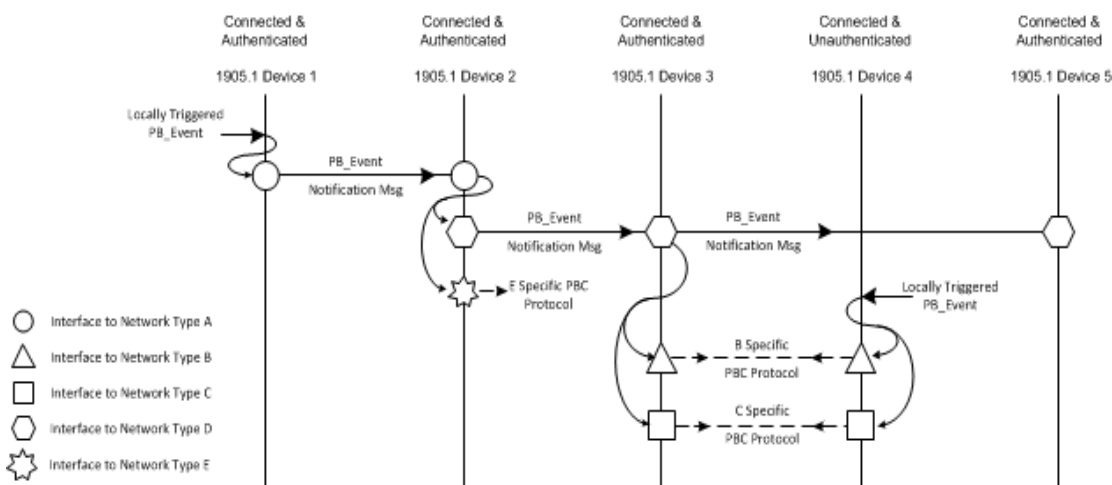 Connected &
Authenticated
1905.1 Device 1
Connected &
Authenticated
1905.1 Device 2
Connected &
Authenticated
1905.1 Device 3
Connected &
Unauthenticated
1905.1 Device 4
Connected &
Authenticated
1905.1 Device 5
Locally Triggered
PB_Event
PB_Event
Notification Msg
PB_Event
Notification Msg
PB_Event
Notification Msg
E Specific PBC
Protocol
Locally Triggered
PB_Event
B Specific
PBC Protocol
C Specific
PBC Protocol
Interface to Network Type A
Interface to Network Type B
Interface to Network Type C
Interface to Network Type D
Interface to Network Type E